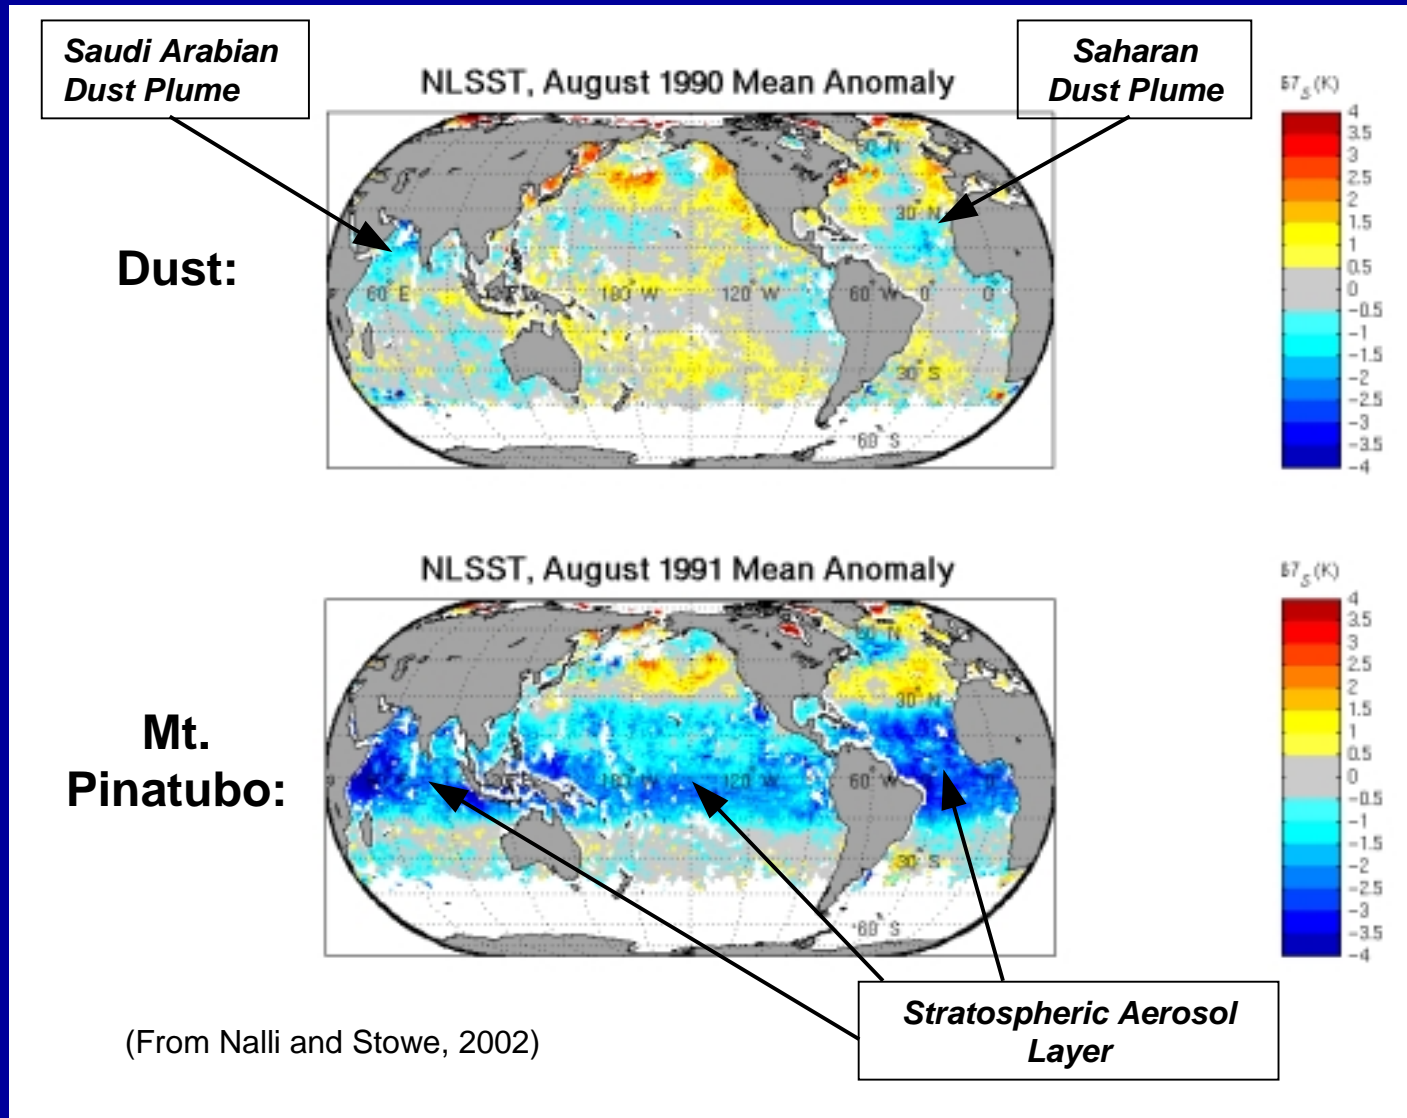 Saudi Arabian
Dust Plume
Saharan
Dust Plume
NLSST, August 1990 Mean Anomaly
(K)
4
3.5
3
2.5
2
1.5
1
0.5
0
-0.5
-1
-1.5
-2
-2.5
-3
-3.5
-4
Dust:
30° N
60° E
180° W
120° W
60° W
0°
0°
30° S
60° S
NLSST, August 1991 Mean Anomaly
(K)
4
3.5
3
2.5
2
1.5
1
0.5
0
-0.5
-1
-1.5
-2
-2.5
-3
-3.5
-4
Mt.
Pinatubo:
30° N
180° W
120° W
60° W
30° S
60° S
Stratospheric Aerosol
Layer
(From Nalli and Stowe, 2002)